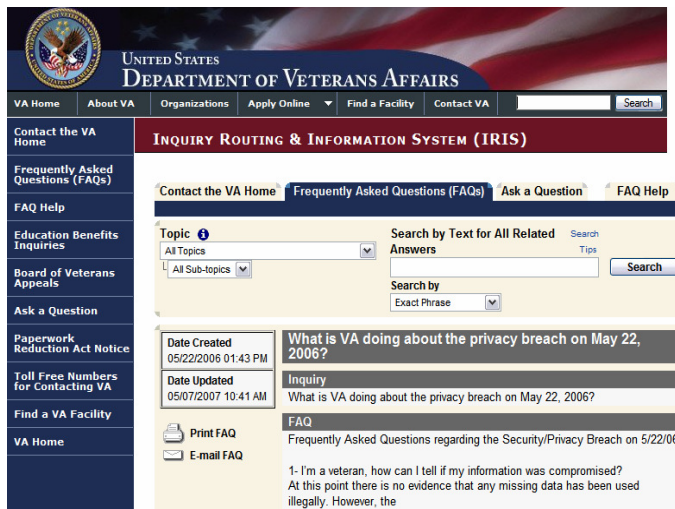 UNITED STATES
DEPARTMENT OF VETERANS AFFAIRS
VA Home About VA Organizations Apply Online Find a Facility Contact VA Search
Contact the VA
Home
Frequently Asked
Questions (FAQs)
FAQ Help
Education Benefits
Inquiries
Board of Veterans
Appeals
Ask a Question
Paperwork
Reduction Act Notice
Toll Free Numbers
for Contacting VA
Find a VA Facility
VA Home
INQUIRY ROUTING & INFORMATION SYSTEM (IRIS)
Contact the VA Home Frequently Asked Questions (FAQs) Ask a Question FAQ Help
Topic
All Topics
All Sub-topics
Search by Text for All Related
Answers
Search
Tips
Search
Search by
Exact Phrase
Date Created
05/22/2006 01:43 PM
Date Updated
05/07/2007 10:41 AM
Print FAQ
E-mail FAQ
What is VA doing about the privacy breach on May 22,
2006?
Inquiry
What is VA doing about the privacy breach on May 22, 2006?
FAQ
Frequently Asked Questions regarding the Security/Privacy Breach on 5/22/06
1- I'm a veteran, how can I tell if my information was compromised?
At this point there is no evidence that any missing data has been used
illegally. However, the